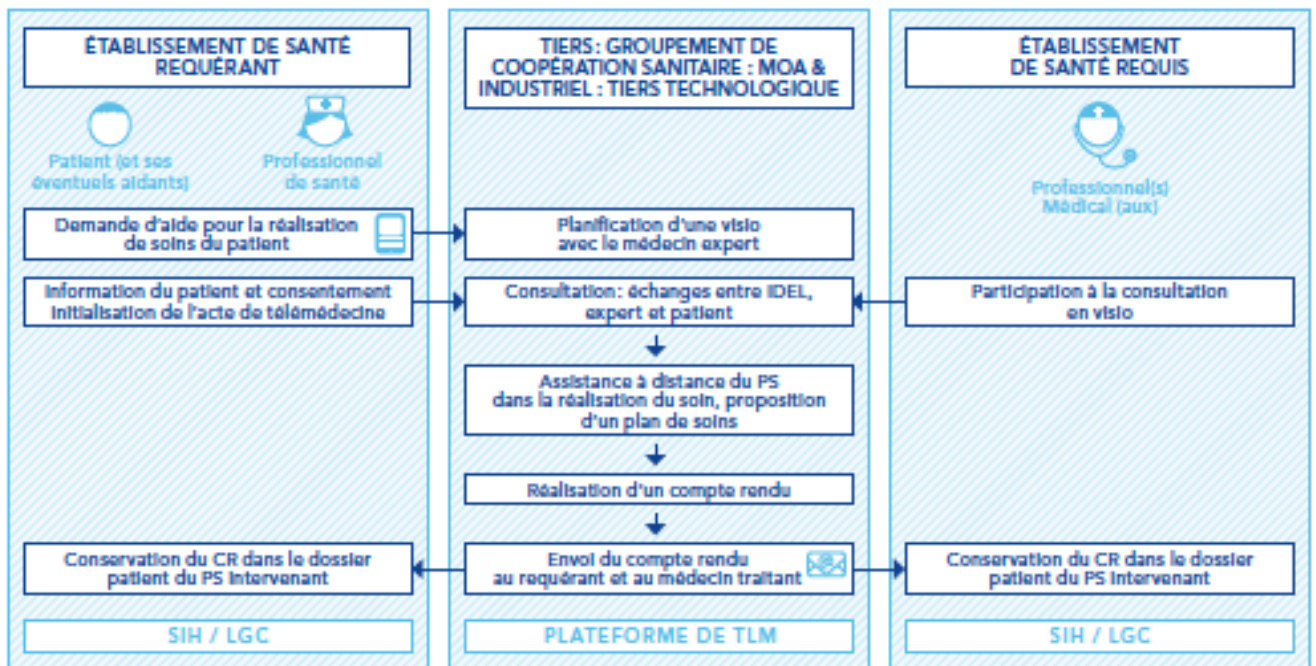 ÉTABLISSEMENT DE SANTÉ
REQUÉRANT
Patient (et ses
éventuels aidants)
Professionnel
de santé
Demande d'aide pour la réalisation
de soins du patient
Information du patient et consentement
initialisation de l'acte de télémédecine
Conservation du CR dans le dossier
patient du PS intervenant
SIH / LGC
TIERS : GROUPEMENT DE
COOPÉRATION SANITAIRE : MOA &
INDUSTRIEL : TIERS TECHNOLOGIQUE
Planification d'une visio
avec le médecin expert
Consultation : échanges entre IDEL,
expert et patient
Assistance à distance du PS
dans la réalisation du soin, proposition
d'un plan de soins
Réalisation d'un compte rendu
Envoi du compte rendu
au requérant et au médecin traitant
PLATEFORME DE TLM
ÉTABLISSEMENT
DE SANTÉ REQUIS
Professionnel(s)
Médical (aux)
Participation à la consultation
en visio
Conservation du CR dans le dossier
patient du PS intervenant
SIH / LGC